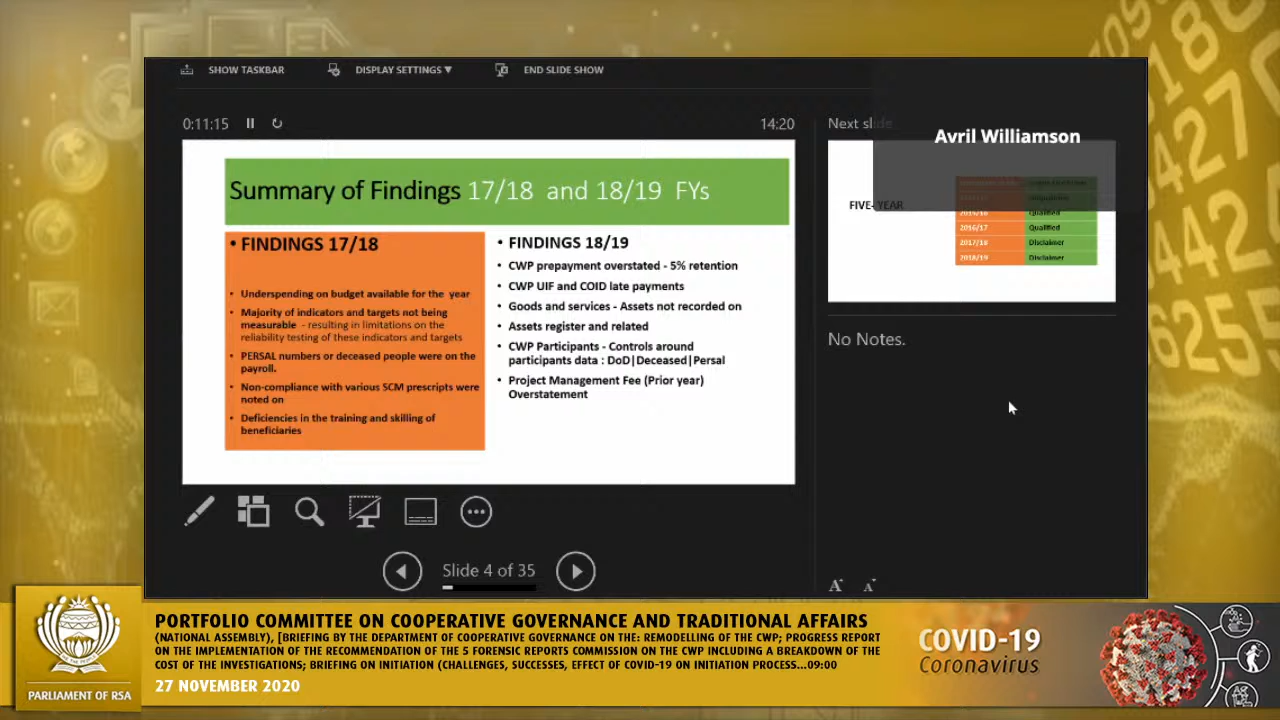 SHOW TASKBAR
DISPLAY SETTINGS ▼
END SLIDE SHOW
0:11:15
14:20
Next slide
Avril Williamson
Summary of Findings 17/18 and 18/19 FYs
• FINDINGS 17/18
• Underspending on budget available for the year
• Majority of indicators and targets not being
measurable - resulting in limitations on the
reliability testing of these indicators and targets
• PERSAL numbers or deceased people were on the
payroll.
• Non-compliance with various SCM prescripts were
noted on
• Deficiencies in the training and skilling of
beneficiaries
• FINDINGS 18/19
• CWP prepayment overstated - 5% retention
• CWP UIF and COID late payments
• Goods and services - Assets not recorded on
• Assets register and related
• CWP Participants - Controls around
participants data : DoD|Deceased|Persal
• Project Management Fee (Prior year)
Overstatement
FIVE-YEAR
2015/16 Qualified
2016/17 Qualified
2017/18 Disclaimer
2018/19 Disclaimer
No Notes.
Slide 4 of 35
A A
PARLIAMENT OF RSA
PORTFOLIO COMMITTEE ON COOPERATIVE GOVERNANCE AND TRADITIONAL AFFAIRS
(NATIONAL ASSEMBLY), [BRIEFING BY THE DEPARTMENT OF COOPERATIVE GOVERNANCE ON THE: REMODELLING OF THE CWP; PROGRESS REPORT
ON THE IMPLEMENTATION OF THE RECOMMENDATION OF THE 5 FORENSIC REPORTS COMMISSION ON THE CWP INCLUDING A BREAKDOWN OF THE
COST OF THE INVESTIGATIONS; BRIEFING ON INITIATION (CHALLENGES, SUCCESSES, EFFECT OF COVID-19 ON INITIATION PROCESS...09:00
27 NOVEMBER 2020
COVID-19
Coronavirus